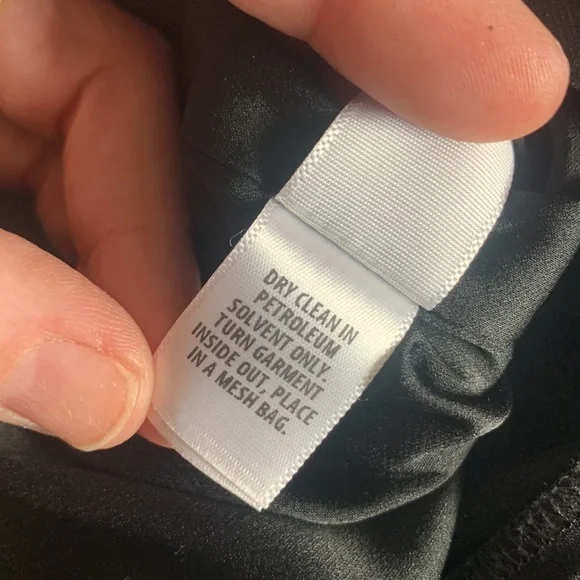 DRY CLEAN IN
PETROLEUM
SOLVENT ONLY.
TURN GARMENT
INSIDE OUT, PLACE
IN A MESH BAG.